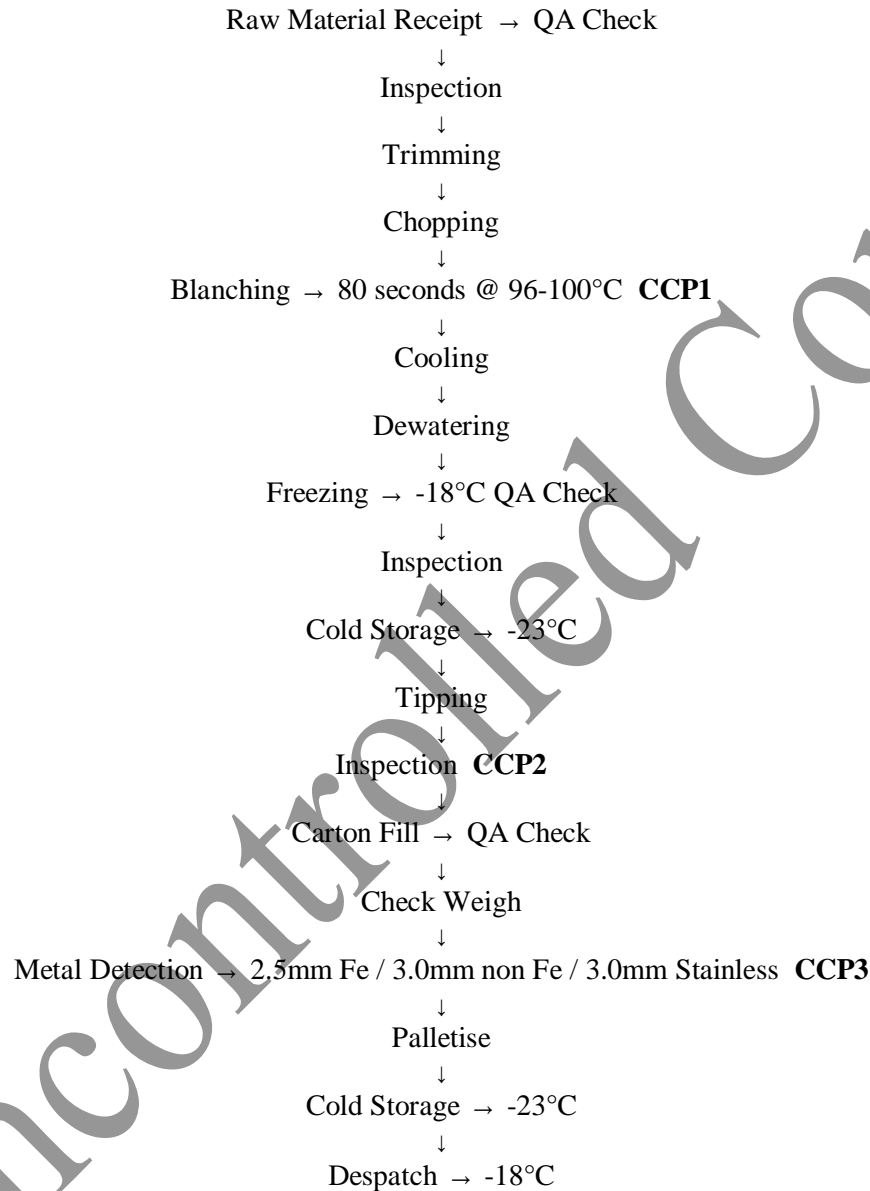 Raw Material Receipt → QA Check
↓
Inspection
↓
Trimming
↓
Chopping
↓
Blanching → 80 seconds @ 96-100°C CCP1
↓
Cooling
↓
Dewatering
↓
Freezing → -18°C QA Check
↓
Inspection
↓
Cold Storage → -23°C
↓
Tipping
↓
Inspection CCP2
↓
Carton Fill → QA Check
↓
Check Weigh
↓
Metal Detection → 2.5mm Fe / 3.0mm non Fe / 3.0mm Stainless CCP3
↓
Palletise
↓
Cold Storage → -23°C
↓
Despatch → -18°C
ncontrolled Co